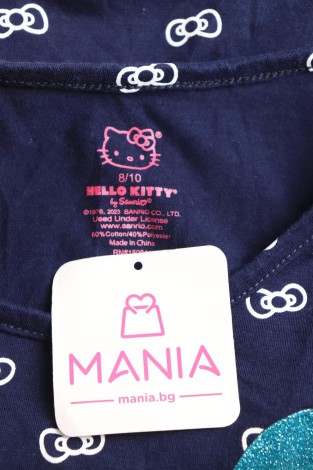 8/10
HELLO KITTY®
by Sanrio®
©1976, 2023 SANRIO CO., LTD.
Used Under License
www.sanrio.com
60%Cotton/40%Polyester
Made in China
MANIA
mania.bg